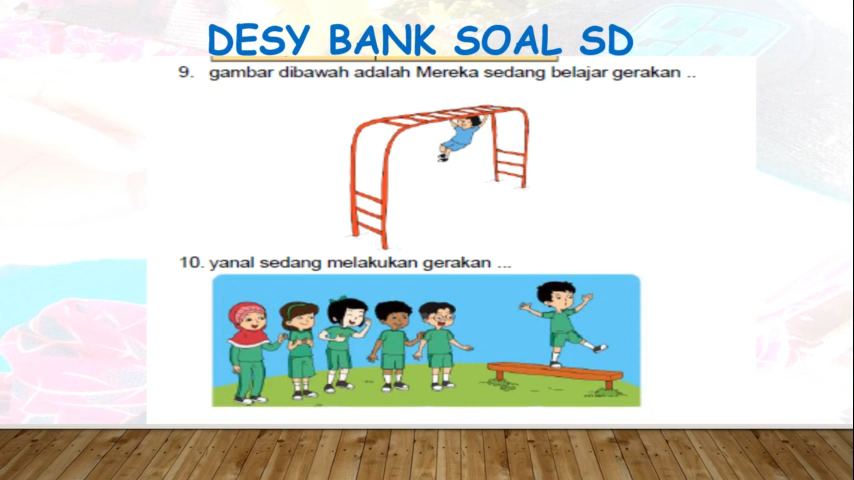 DESY BANK SOAL SD
9. gambar dibawah adalah Mereka sedang belajar gerakan ..
10. yanal sedang melakukan gerakan ...